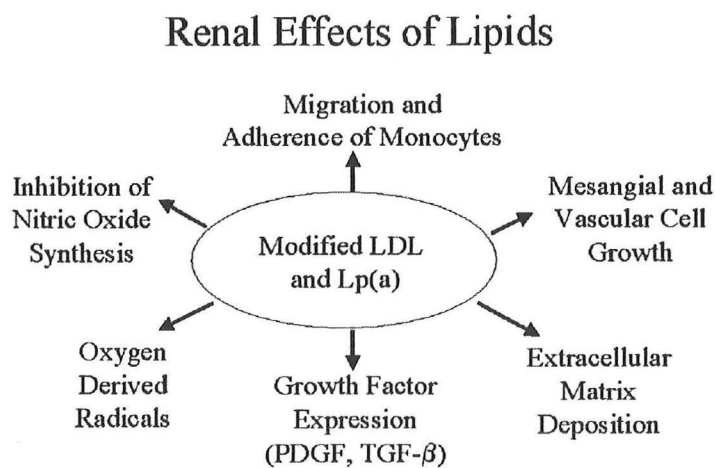 Renal Effects of Lipids
Migration and
Adherence of Monocytes
Inhibition of
Nitric Oxide
Synthesis
Modified LDL
and Lp(a)
Mesangial and
Vascular Cell
Growth
Oxygen
Derived
Radicals
Growth Factor
Expression
(PDGF, TGF-β)
Extracellular
Matrix
Deposition